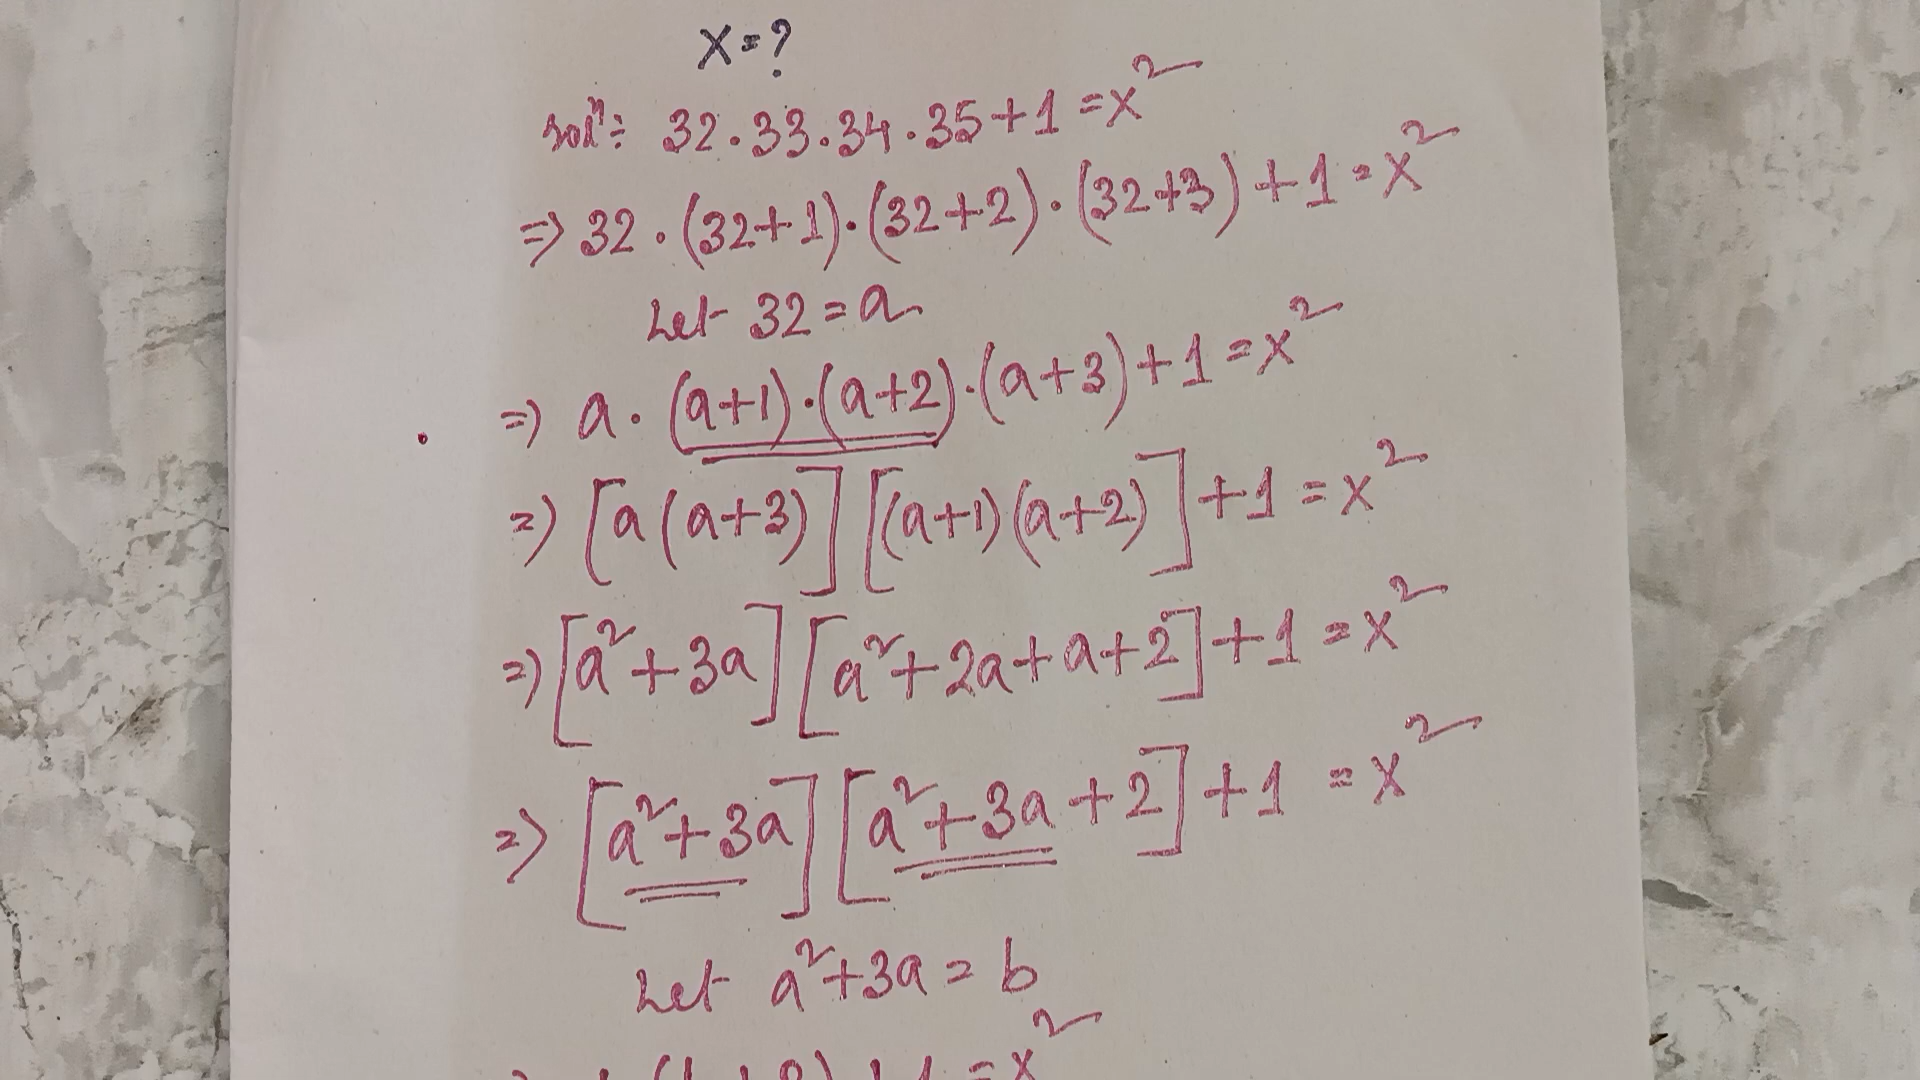 x=?
solⁿ: 32.33.34.35+1=x²
=> 32.(32+1).(32+2).(32+3)+1=x²
Let 32=a
=> a.(a+1).(a+2).(a+3)+1=x²
=> [a(a+3)][(a+1)(a+2)]+1=x²
=> [a²+3a][a²+2a+a+2]+1=x²
=> [a²+3a][a²+3a+2]+1=x²
Let a²+3a=b